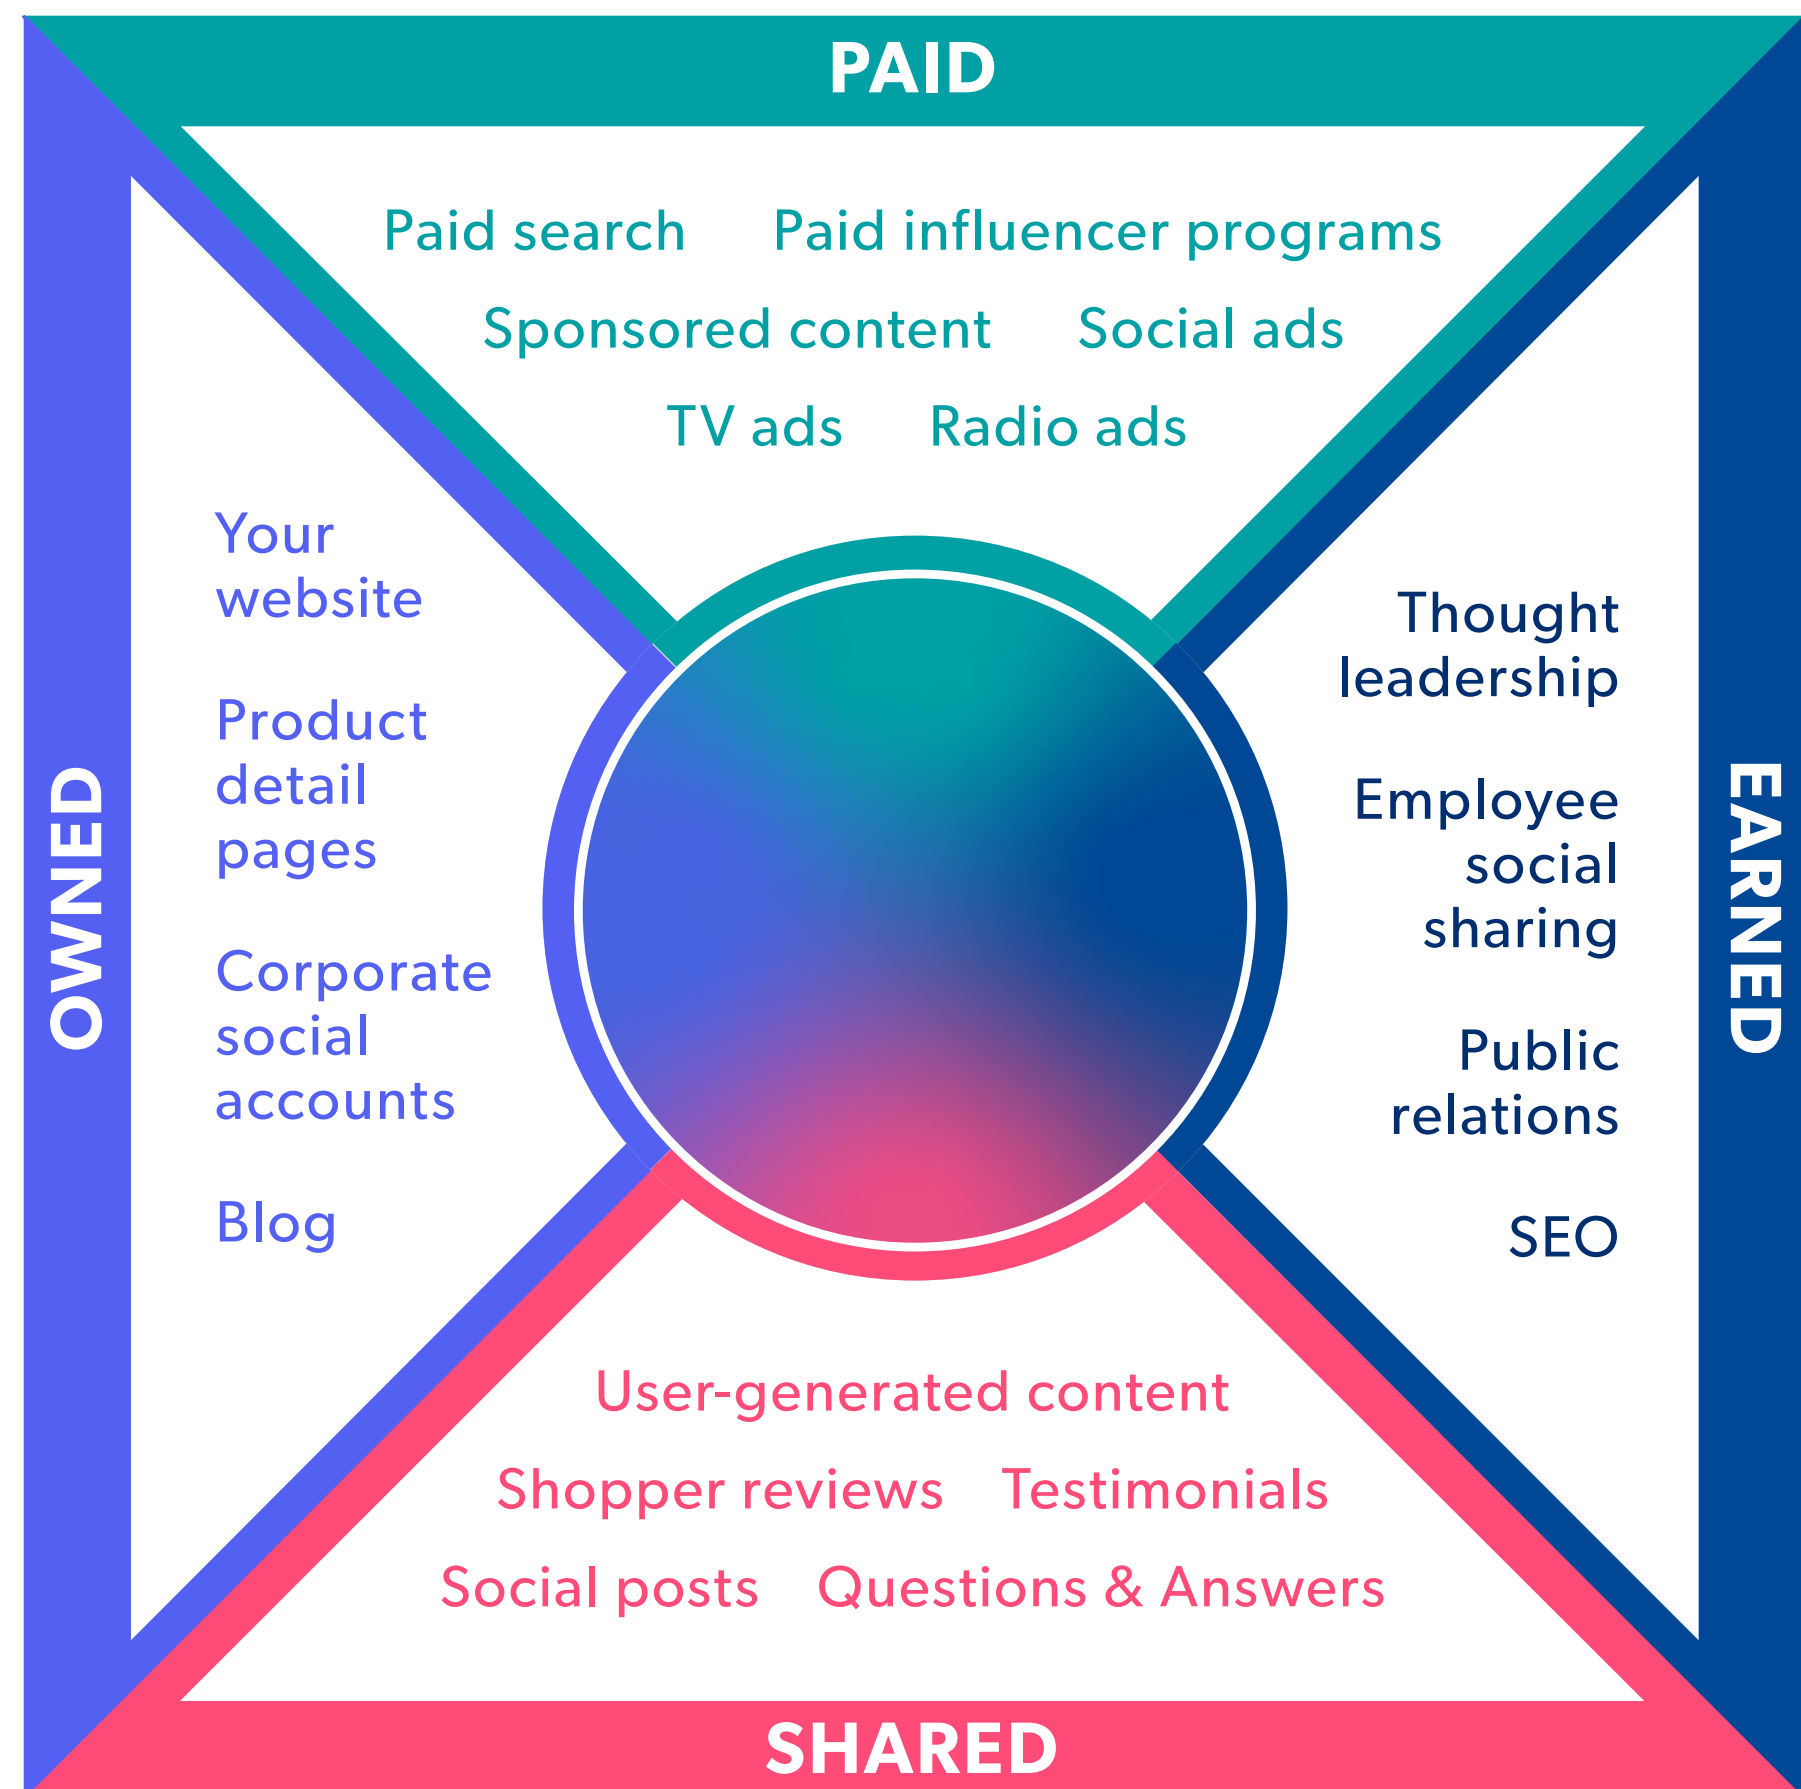 PAID
Paid search Paid influencer programs
Sponsored content Social ads
TV ads Radio ads
OWNED
Your
website
Product
detail
pages
Corporate
social
accounts
Blog
EARNED
Thought
leadership
Employee
social
sharing
Public
relations
SEO
User-generated content
Shopper reviews Testimonials
Social posts Questions & Answers
SHARED